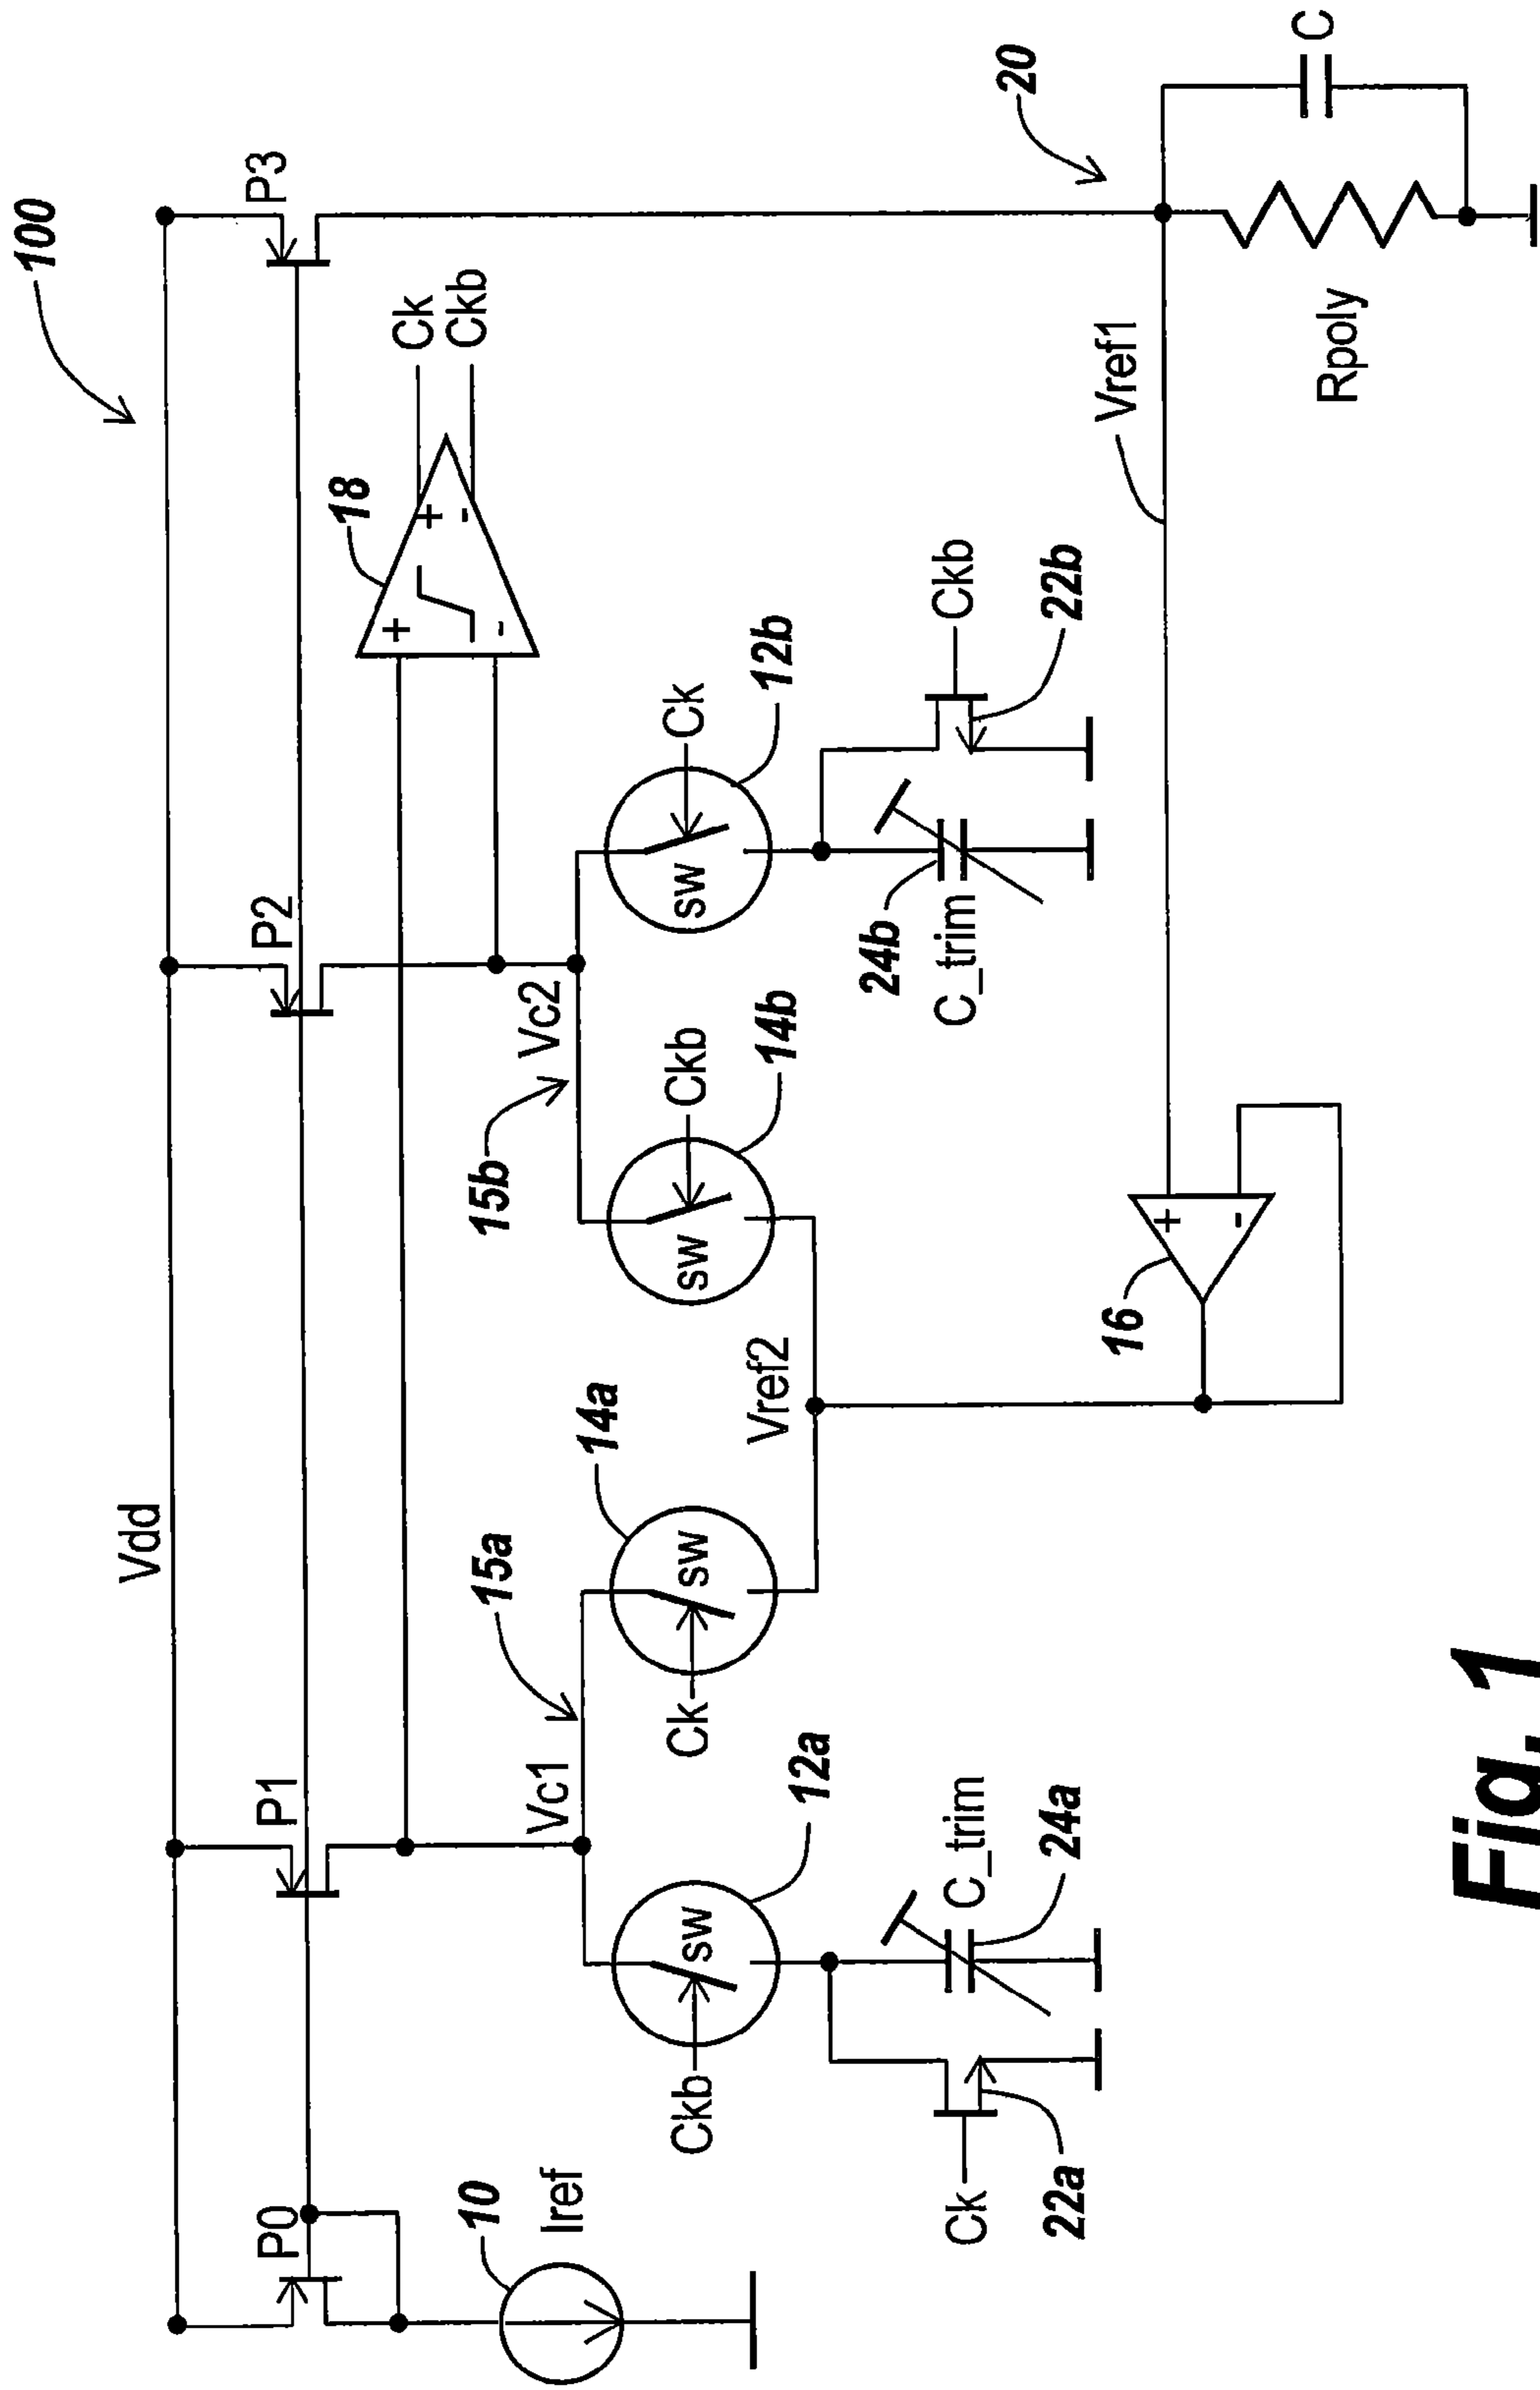 100
Vdd
P0
P1
P2
P3
10
Iref
18
+
-
+
-
Ck
Ckb
Vc1
15a
Vc2
15b
Ckb
sw
12a
Ck
sw
14a
Ckb
sw
14b
Ck
sw
12b
Vref2
Ck
22a
C_trim
24a
24b
C_trim
Ckb
22b
16
+
-
Vref1
20
Rpoly
C
Fig. 1